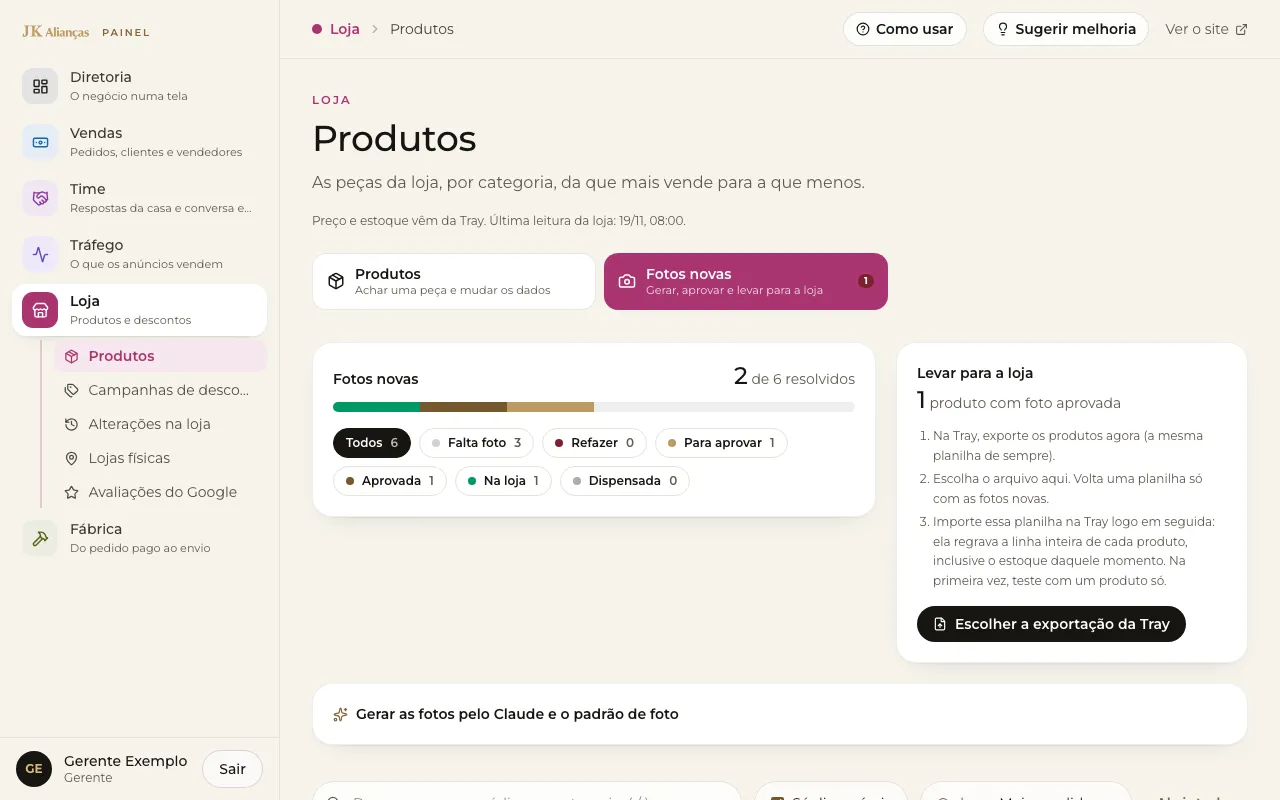 JK Alianças PAINEL
Diretoria
O negócio numa tela
Vendas
Pedidos, clientes e vendedores
Time
Respostas da casa e conversa e...
Tráfego
O que os anúncios vendem
Loja
Produtos e descontos
Produtos
Campanhas de desco...
Alterações na loja
Lojas físicas
Avaliações do Google
Fábrica
Do pedido pago ao envio
GE
Gerente Exemplo
Gerente
Sair
Loja > Produtos
Como usar
Sugerir melhoria
Ver o site
LOJA
Produtos
As peças da loja, por categoria, da que mais vende para a que menos.
Preço e estoque vêm da Tray. Última leitura da loja: 19/11, 08:00.
Produtos
Achar uma peça e mudar os dados
Fotos novas
Gerar, aprovar e levar para a loja
1
Fotos novas
2 de 6 resolvidos
Todos 6
Falta foto 3
Refazer 0
Para aprovar 1
Aprovada 1
Na loja 1
Dispensada 0
Levar para a loja
1 produto com foto aprovada
1. Na Tray, exporte os produtos agora (a mesma
planilha de sempre).
2. Escolha o arquivo aqui. Volta uma planilha só
com as fotos novas.
3. Importe essa planilha na Tray logo em seguida:
ela regrava a linha inteira de cada produto,
inclusive o estoque daquele momento. Na
primeira vez, teste com um produto só.
Escolher a exportação da Tray
Gerar as fotos pelo Claude e o padrão de foto